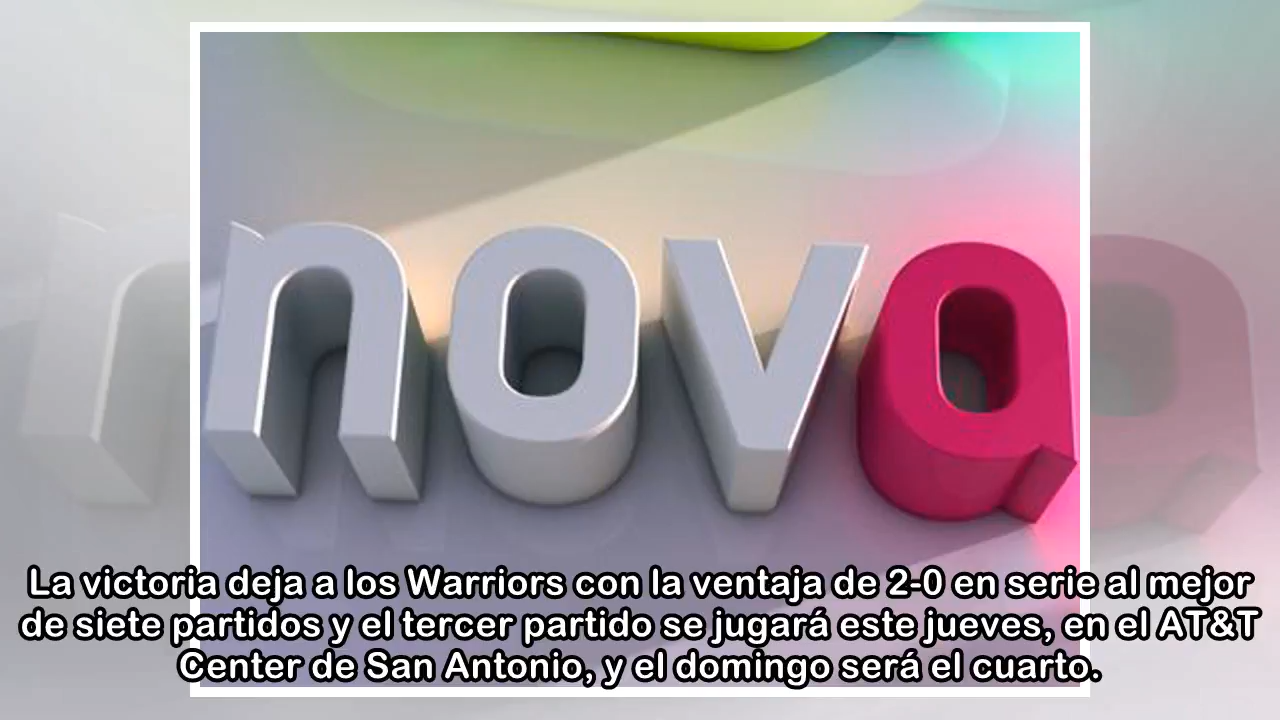 nova
La victoria deja a los Warriors con la ventaja de 2-0 en serie al mejor
de siete partidos y el tercer partido se jugará este jueves, en el AT&T
Center de San Antonio, y el domingo será el cuarto.